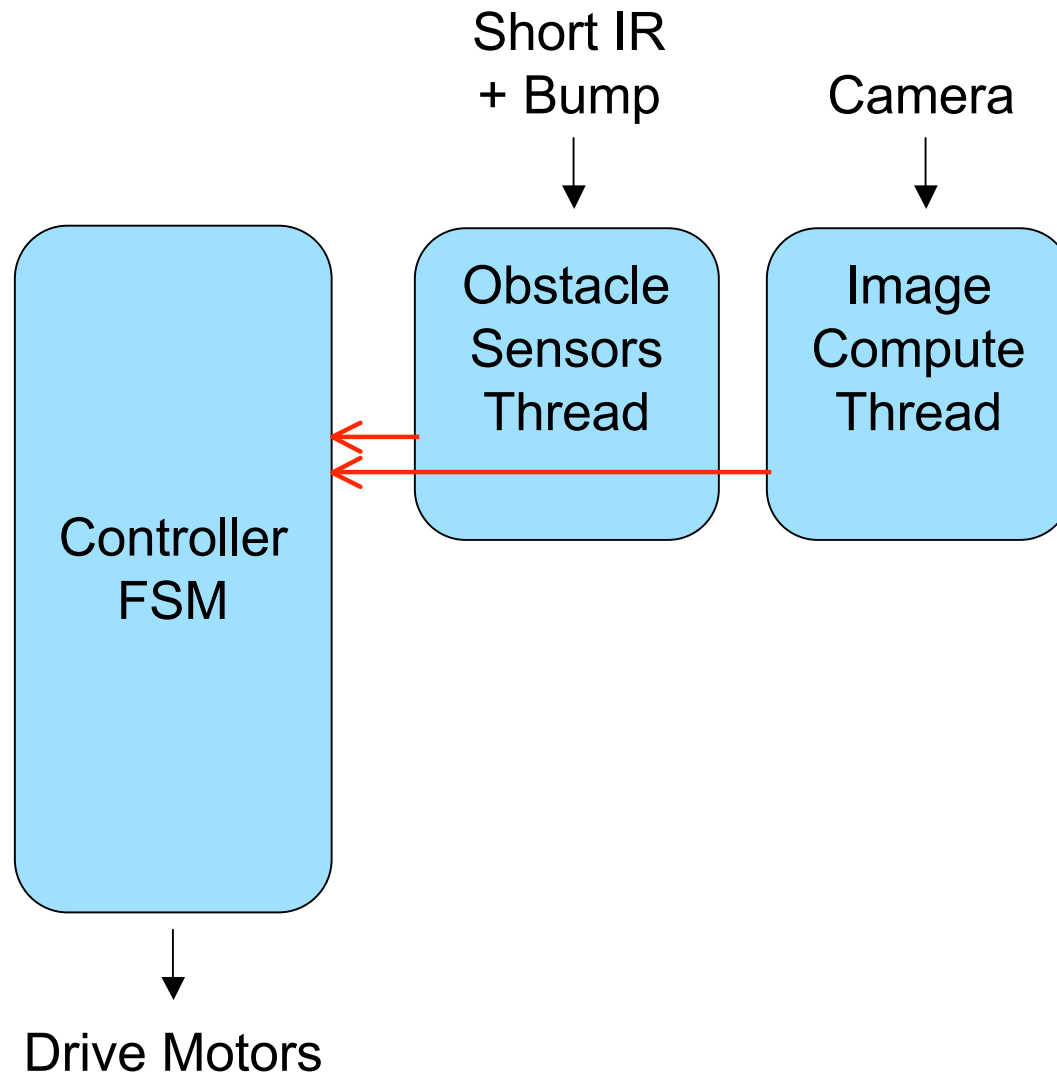 Short IR
+ Bump
Camera
Obstacle
Sensors
Thread
Image
Compute
Thread
Controller
FSM
Drive Motors